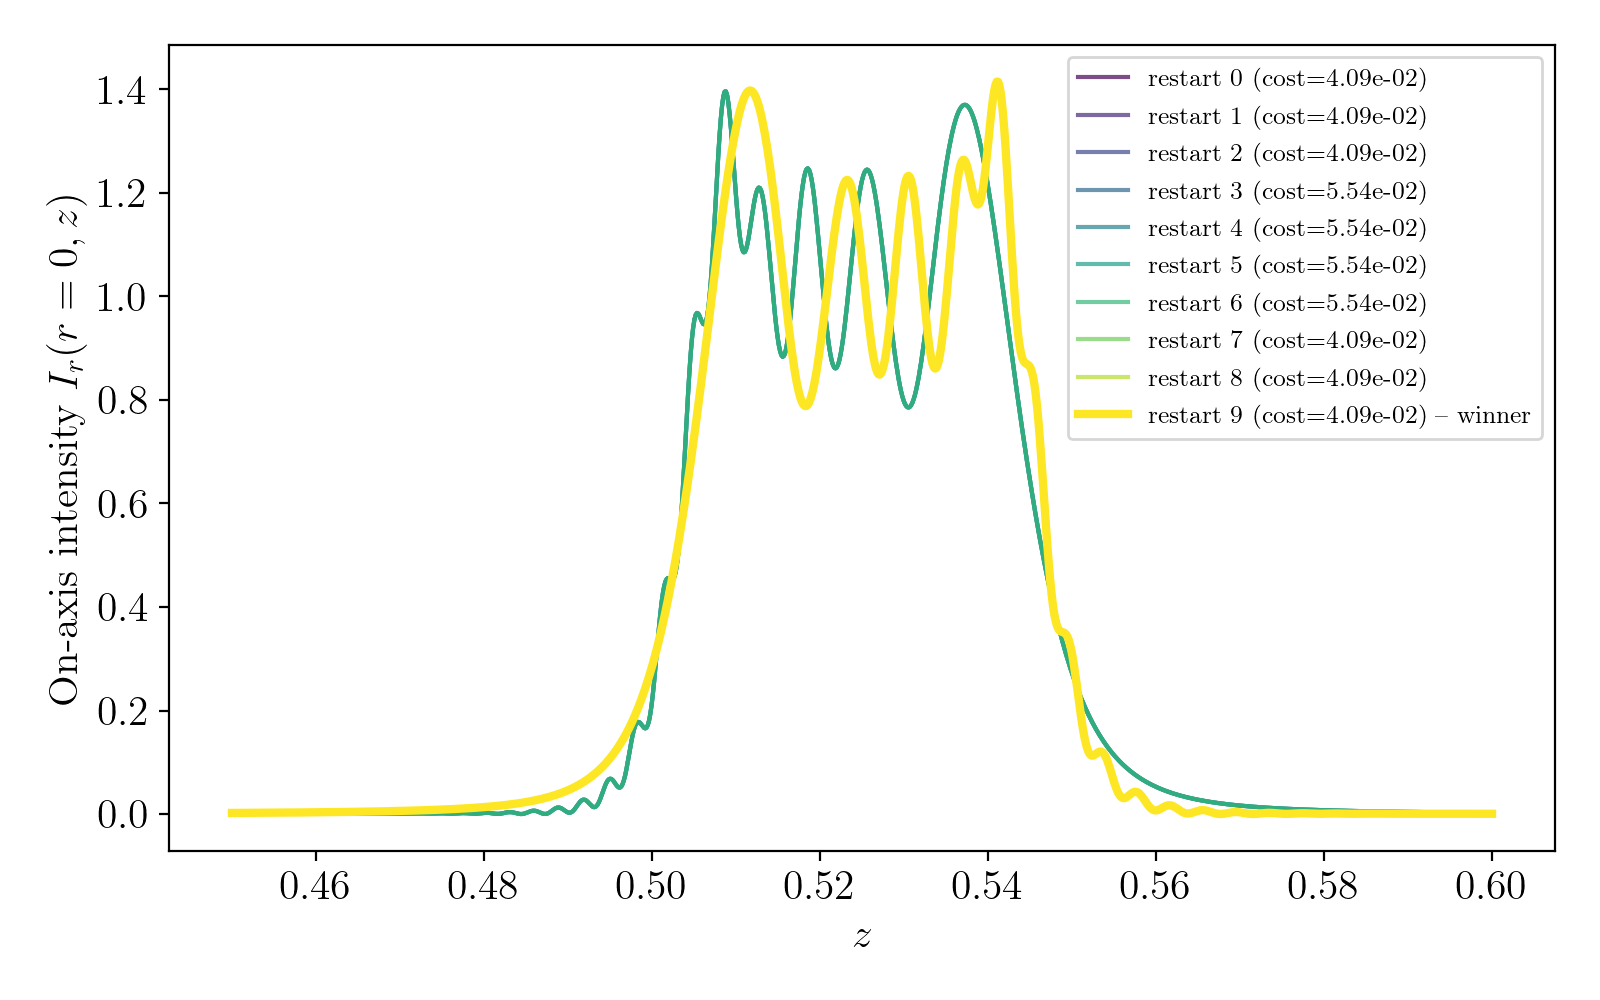 On-axis intensity I_r(r = 0, z)
1.4
1.2
1.0
0.8
0.6
0.4
0.2
0.0
restart 0 (cost=4.09e-02)
restart 1 (cost=4.09e-02)
restart 2 (cost=4.09e-02)
restart 3 (cost=5.54e-02)
restart 4 (cost=5.54e-02)
restart 5 (cost=5.54e-02)
restart 6 (cost=5.54e-02)
restart 7 (cost=4.09e-02)
restart 8 (cost=4.09e-02)
restart 9 (cost=4.09e-02) – winner
0.46 0.48 0.50 0.52 0.54 0.56 0.58 0.60
z